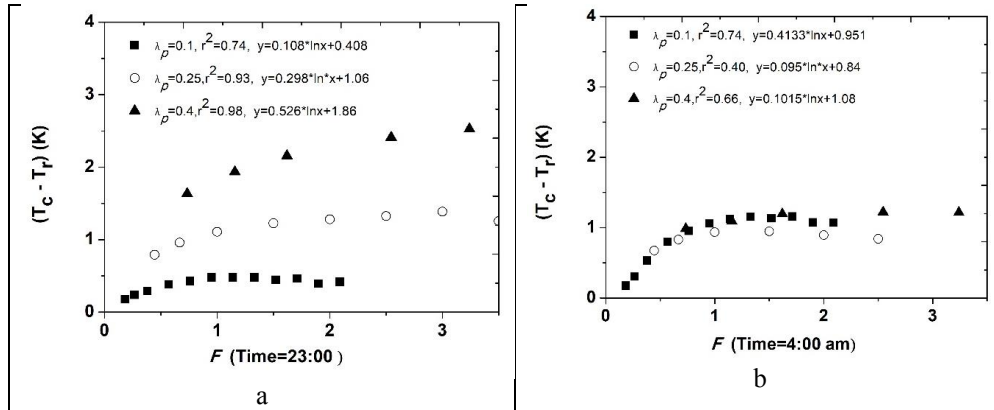 4
3
2
1
0
(Tc - Tr) (K)
λp=0.1, r2=0.74, y=0.108*lnx+0.408
λp=0.25,r2=0.93, y=0.298*ln*x+1.06
λp=0.4,r2=0.98, y=0.526*lnx+1.86
0 1 2 3
F (Time=23:00 )
a
4
3
2
1
0
(Tc - Tr) (K)
λp=0.1, r2=0.74, y=0.4133*lnx+0.951
λp=0.25,r2=0.40, y=0.095*ln*x+0.84
λp=0.4,r2=0.66, y=0.1015*lnx+1.08
0 1 2 3
F (Time=4:00 am)
b